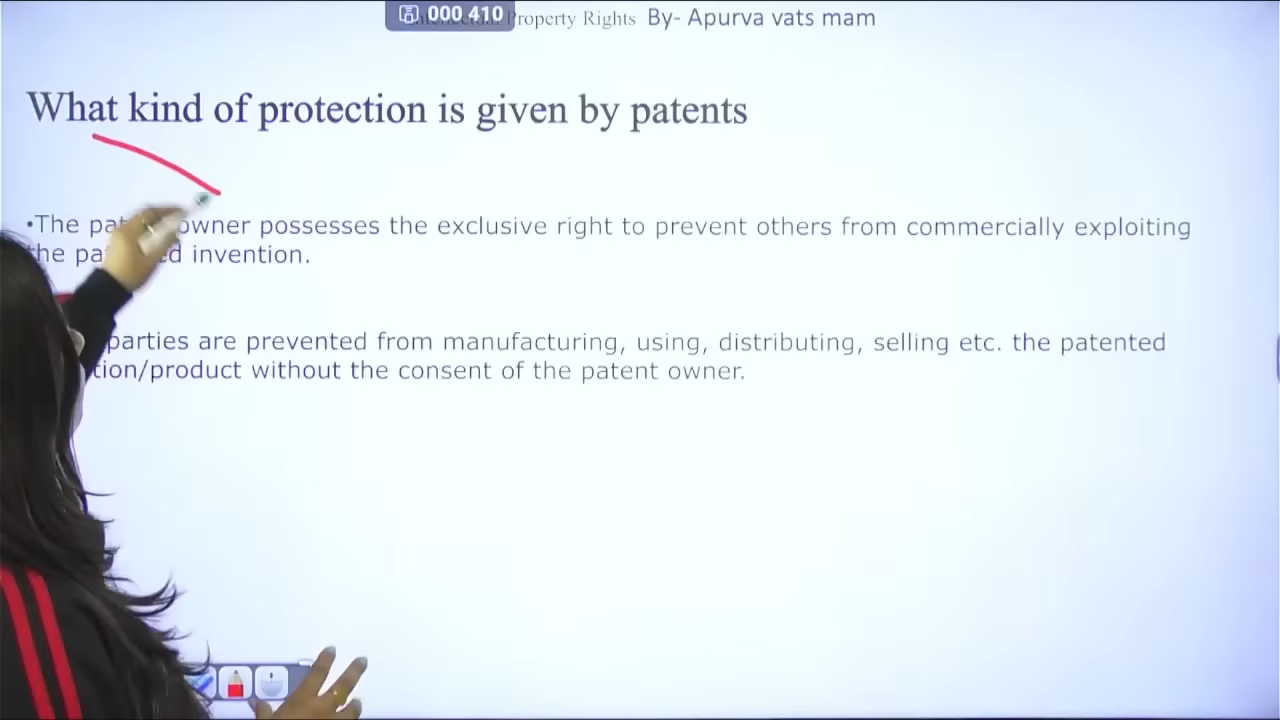 000 410
Property Rights By- Apurva vats mam
What kind of protection is given by patents
•The owner possesses the exclusive right to prevent others from commercially exploiting
invention.
parties are prevented from manufacturing, using, distributing, selling etc. the patented
without the consent of the patent owner.